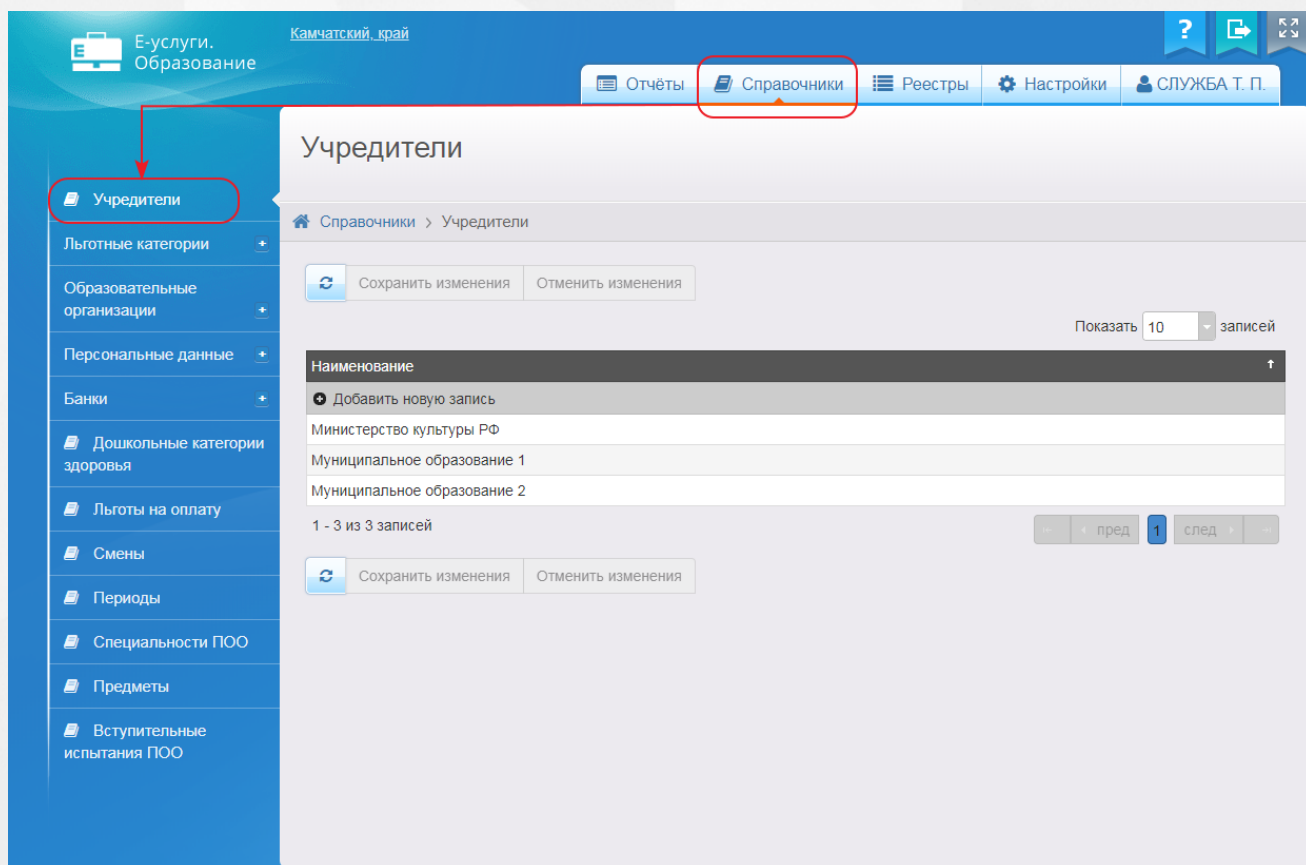 Е-услуги.
Образование
Камчатский, край
?
Отчёты
Справочники
Реестры
Настройки
СЛУЖБА Т. П.
Учредители
Учредители
Льготные категории
Образовательные
организации
Персональные данные
Банки
Дошкольные категории
здоровья
Льготы на оплату
Смены
Периоды
Специальности ПОО
Предметы
Вступительные
испытания ПОО
Справочники > Учредители
Сохранить изменения
Отменить изменения
Показать 10 записей
Наименование
Добавить новую запись
Министерство культуры РФ
Муниципальное образование 1
Муниципальное образование 2
1 - 3 из 3 записей
пред 1 след
Сохранить изменения
Отменить изменения